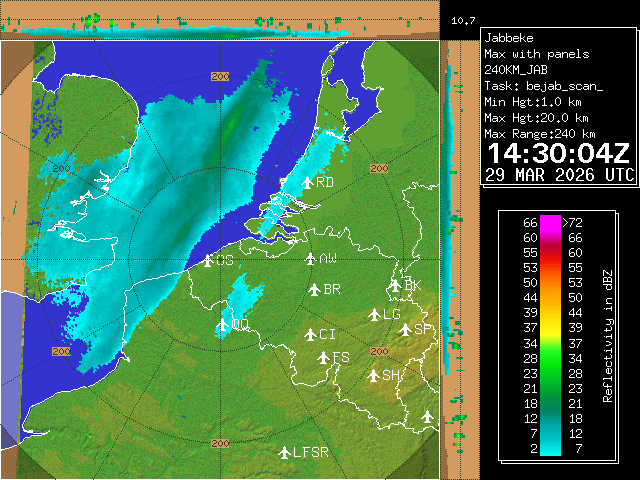 10.7
Jabbeke
Max with panels
240KM_JAB
Task: bejab_scan_
Min Hgt:1.0 km
Max Hgt:20.0 km
Max Range:240 km
14:30:04Z
29 MAR 2026 UTC
200
200
200
RD
OS
AW
BR
BK
LG
CI
FS
SH
200
200
200
LFSR
66 >72
60 66
55 60
53 55
50 53
44 50
39 44
37 39
34 37
28 34
23 28
21 23
18 21
12 18
7 12
2 7
Reflectivity in dBZ